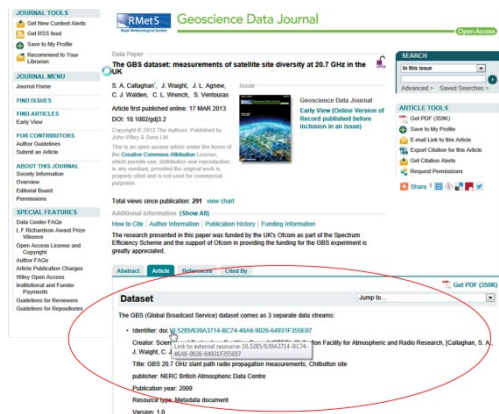 JOURNAL TOOLS
Get New Content Alerts
Get RSS feed
Save to My Profile
Recommend to Your
Librarian
JOURNAL MENU
Journal Home
FIND ISSUES
FIND ARTICLES
Early View
FOR CONTRIBUTORS
Author Guidelines
Submit an Article
ABOUT THIS JOURNAL
Society Information
Overview
Editorial Board
Permissions
SPECIAL FEATURES
Data Center FAQs
L F Richardson Award Prize
Winners
Open Access License and
Copyright
Author FAQs
Article Publication Charges
Wiley Open Access
Institutional and Funder
Payments
Guidelines for Reviewers
Guidelines for Repositories
RMetS
Royal Meteorological Society
Geoscience Data Journal
Open Access
Data Paper
The GBS dataset: measurements of satellite site diversity at 20.7 GHz in the
UK
S. A. Callaghan*, J. Waight, J. L. Agnew,
C. J. Walden, C. L. Wrench, S. Ventouras
Article first published online: 17 MAR 2013
DOI: 10.1002/gdj3.2
Copyright © 2013 The Authors. Published by
John Wiley & Sons Ltd.
This is an open access article under the terms of
the Creative Commons Attribution License,
which permits use, distribution and reproduction
in any medium, provided the original work is
properly cited and is not used for commercial
purposes
Issue
Geoscience Data Journal
Early View (Online Version of
Record published before
inclusion in an issue)
Total views since publication: 291 view chart
Additional Information (Show All)
How to Cite Author Information Publication History Funding Information
The research presented in this paper was funded by the UK's Ofcom as part of the Spectrum
Efficiency Scheme and the support of Ofcom in providing the funding for the GBS experiment is
greatly appreciated.
SEARCH
In this issue
Advanced > Saved Searches >
ARTICLE TOOLS
Get PDF (359K)
Save to My Profile
E-mail Link to this Article
Export Citation for this Article
Get Citation Alerts
Request Permissions
Share
Abstract Article References Cited By
Get PDF (359K)
Dataset
Jump to...
The GBS (Global Broadcast Service) dataset comes as 3 separate data streams:
• Identifier: doi:10.5285/639A3714-BC74-46A6-9026-64931F355E07
Link to external resource: 10.5285/639A3714-BC74-
46A6-9026-64931F355E07
Creator: Facility for Atmospheric and Radio Research, [Callaghan, S. A.
J. Waight, C. J.
Title: GBS 20.7 GHz slant path radio propagation measurements, Chilbolton site
publisher: NERC British Atmospheric Data Centre
Publication year: 2009
Resource type: Metadata document
Version: 1.0